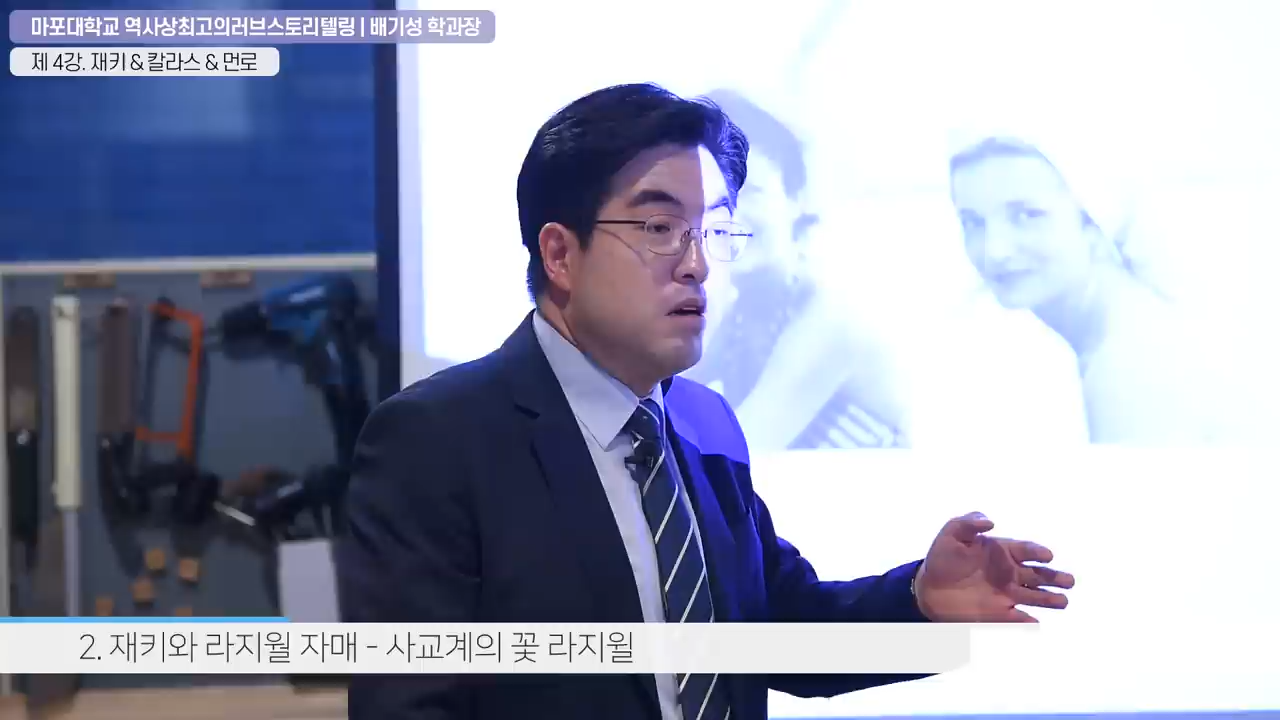 마포대학교 역사상최고의러브스토리텔링 | 배기성 학과장
제 4강. 재키 & 칼라스 & 먼로
2. 재키와 라지윌 자매 - 사교계의 꽃 라지윌